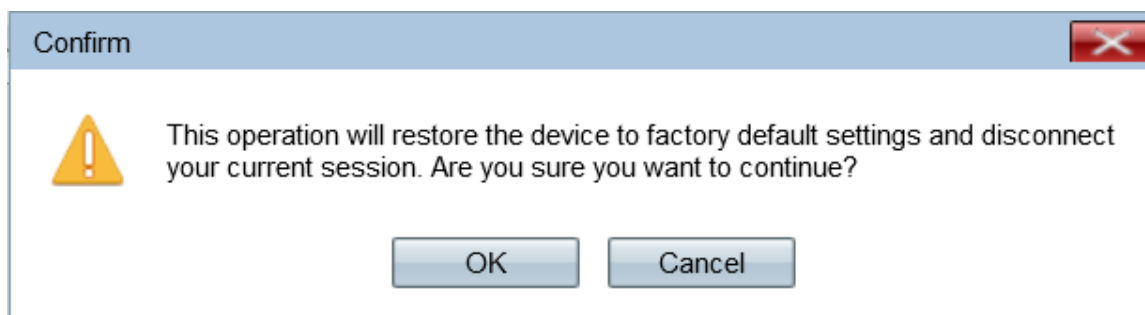 Confirm
This operation will restore the device to factory default settings and disconnect
your current session. Are you sure you want to continue?
OK
Cancel